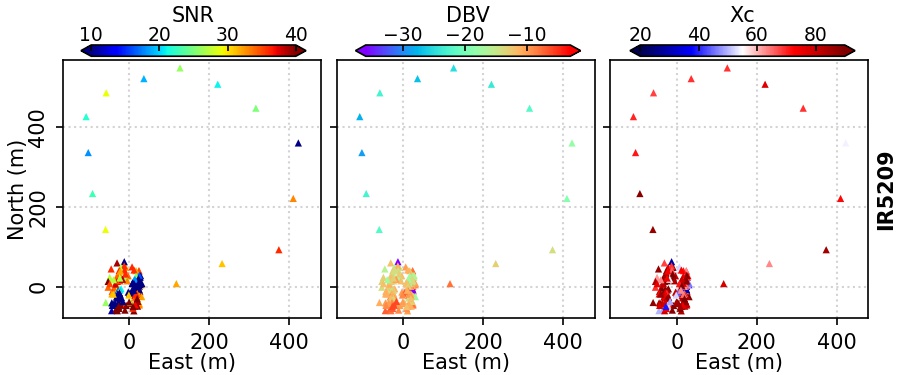 SNR DBV Xc
10 20 30 40 −30 −20 −10 20 40 60 80
North (m)
400
200
0
IR5209
0 200 400 0 200 400 0 200 400
East (m) East (m) East (m)